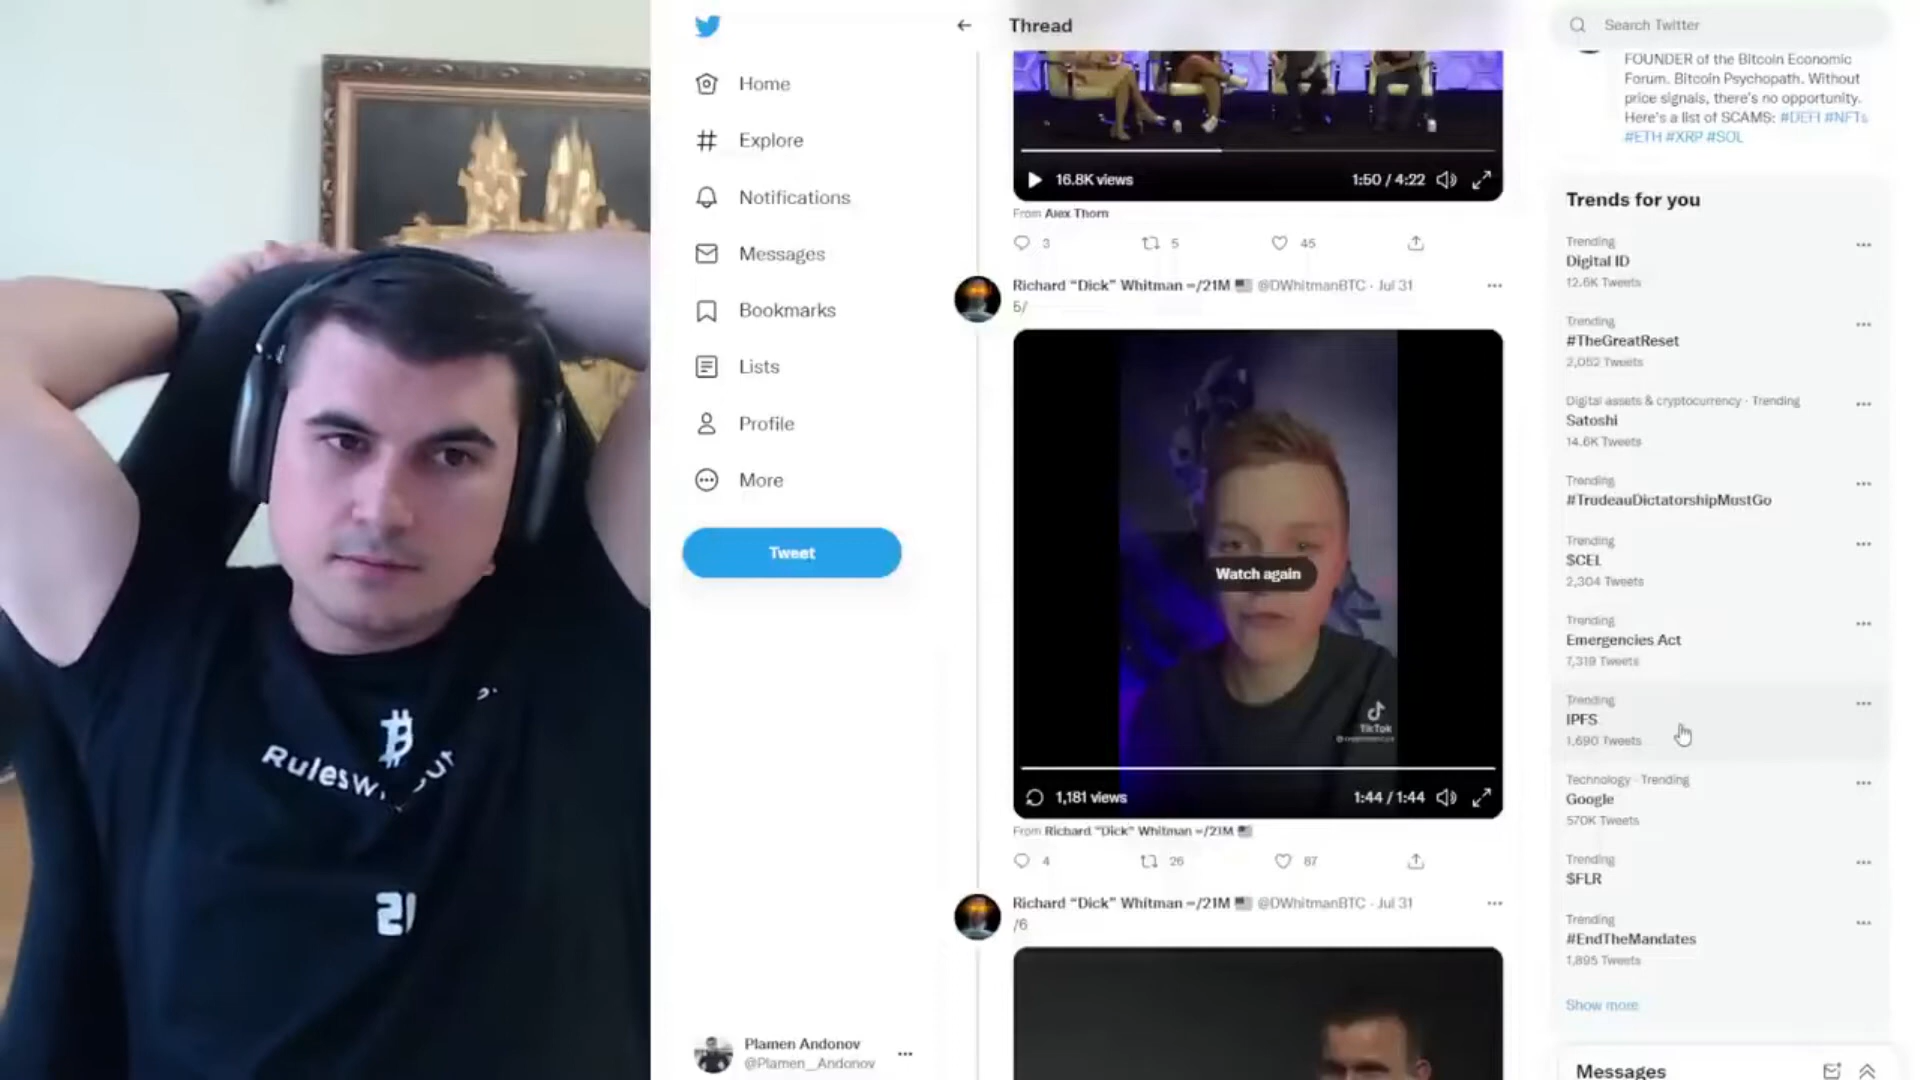 Home
Explore
Notifications
Messages
Bookmarks
Lists
Profile
More
Tweet
Plamen Andonov
@Plamen__Andonov
Thread
16.8K views
1:50 / 4:22
From Alex Thorn
3
5
45
Richard "Dick" Whitman ∞/21M 🇺🇸 @DWhitmanBTC · Jul 31
5/
Watch again
TikTok
1,181 views
1:44 / 1:44
From Richard "Dick" Whitman ∞/21M 🇺🇸
4
26
87
Richard "Dick" Whitman ∞/21M 🇺🇸 @DWhitmanBTC · Jul 31
/6
Search Twitter
FOUNDER of the Bitcoin Economic
Forum. Bitcoin Psychopath. Without
price signals, there's no opportunity.
Here's a list of SCAMS: #DEFI #NFTs
#ETH #XRP #SOL
Trends for you
Trending
Digital ID
12.6K Tweets
Trending
#TheGreatReset
2,052 Tweets
Digital assets & cryptocurrency · Trending
Satoshi
14.6K Tweets
Trending
#TrudeauDictatorshipMustGo
Trending
$CEL
2,304 Tweets
Trending
Emergencies Act
7,319 Tweets
Trending
IPFS
1,690 Tweets
Technology · Trending
Google
570K Tweets
Trending
$FLR
Trending
#EndTheMandates
1,895 Tweets
Show more
Messages
21